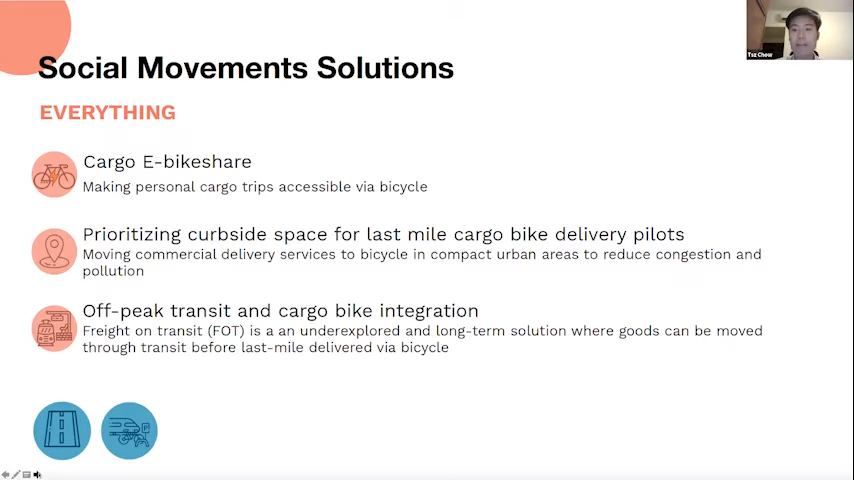 Tsz Chow
Social Movements Solutions
EVERYTHING
Cargo E-bikeshare
Making personal cargo trips accessible via bicycle
Prioritizing curbside space for last mile cargo bike delivery pilots
Moving commercial delivery services to bicycle in compact urban areas to reduce congestion and
pollution
Off-peak transit and cargo bike integration
Freight on transit (FOT) is a an underexplored and long-term solution where goods can be moved
through transit before last-mile delivered via bicycle
P